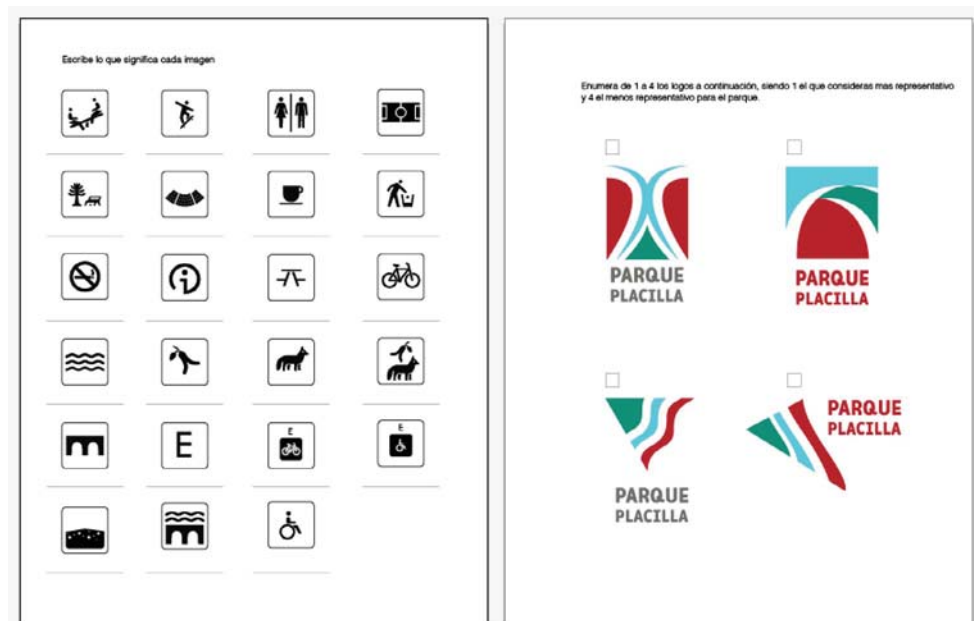 Escribe lo que significa cada imagen
E
E
E
Enumera de 1 a 4 los logos a continuación, siendo 1 el que consideras mas representativo
y 4 el menos representativo para el parque.
PARQUE
PLACILLA
PARQUE
PLACILLA
PARQUE
PLACILLA
PARQUE
PLACILLA